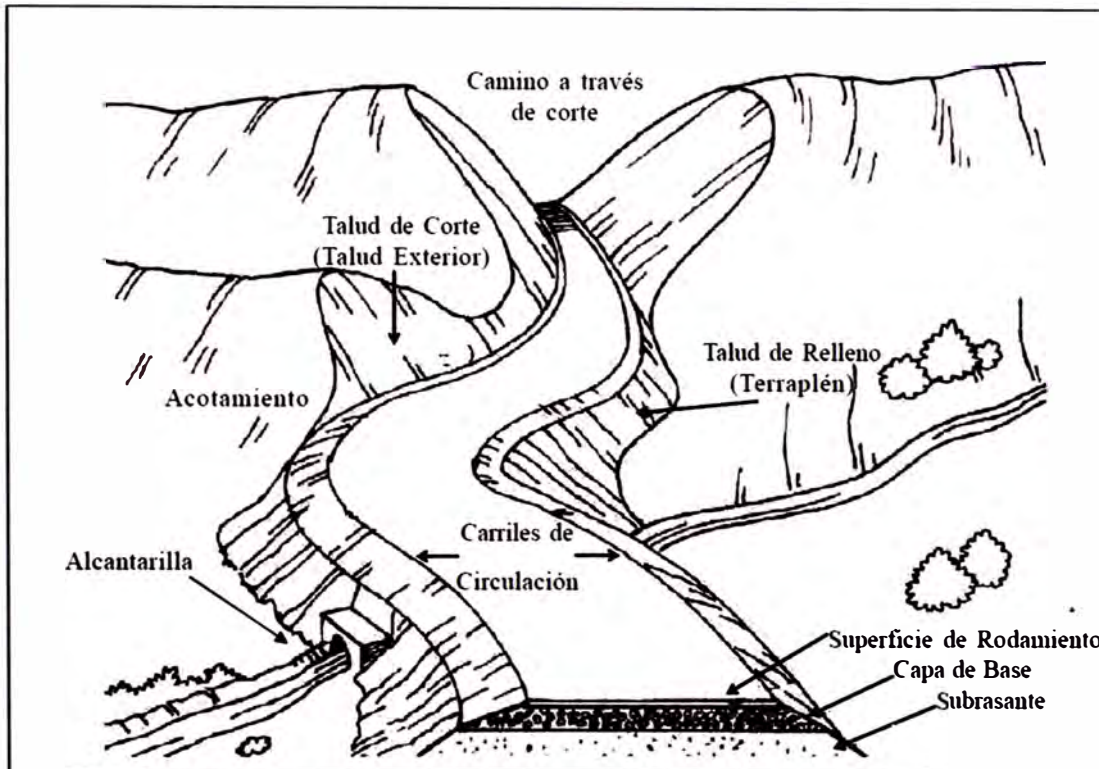 Camino a través
de corte
Talud de Corte
(Talud Exterior)
Talud de Relleno
(Terraplén)
Acotamiento
Carriles de
Circulación
Alcantarilla
Superficie de Rodamiento
Capa de Base
Subrasante